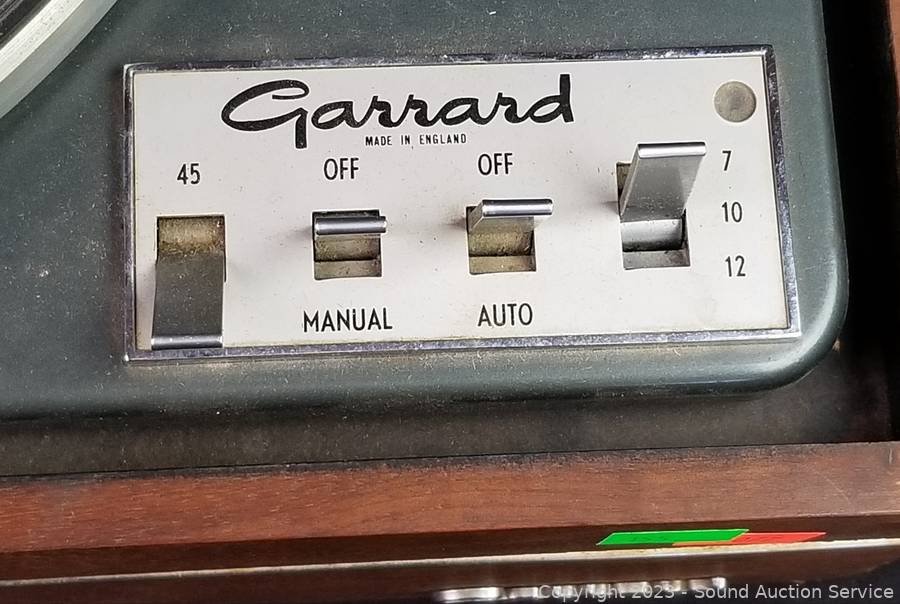 Garrard
MADE IN ENGLAND
45
OFF
OFF
7
10
12
MANUAL
AUTO
Copyright 2023 - Sound Auction Service